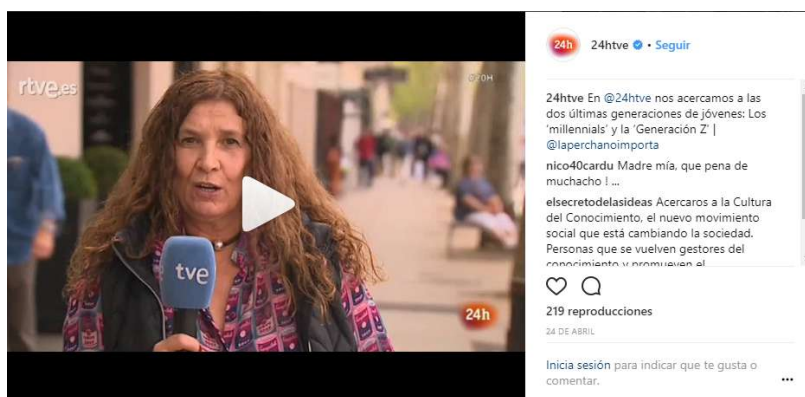 rtve.es
20H
tve
24h
24h
24htve • Seguir
24htve En @24htve nos acercamos a las
dos últimas generaciones de jóvenes: Los
'millennials' y la 'Generación Z' |
@laperchanoimporta
nico40cardu Madre mía, que pena de
muchacho ! ...
elsecretodelasideas Acercaros a la Cultura
del Conocimiento, el nuevo movimiento
social que está cambiando la sociedad.
Personas que se vuelven gestores del
conocimiento y promueven el
219 reproducciones
24 DE ABRIL
Inicia sesión para indicar que te gusta o
comentar.